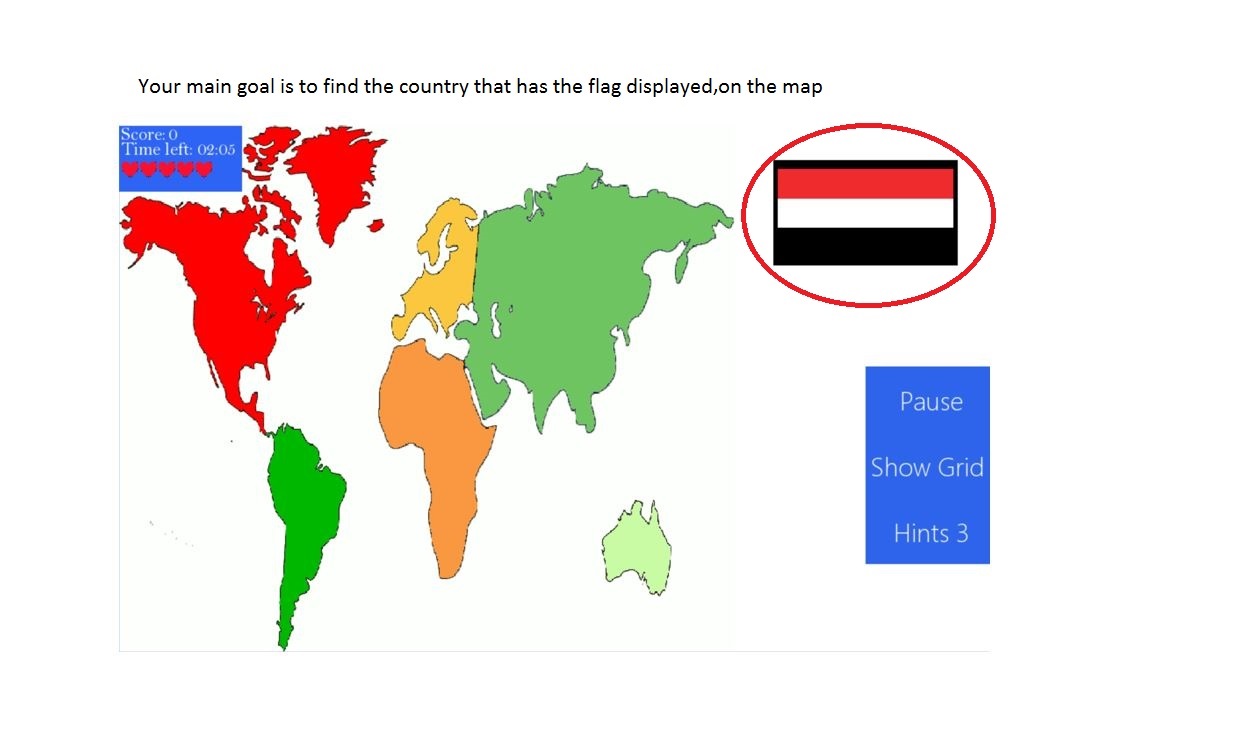 Your main goal is to find the country that has the flag displayed,on the map
Score: 0
Time left: 02:05
Pause
Show Grid
Hints 3